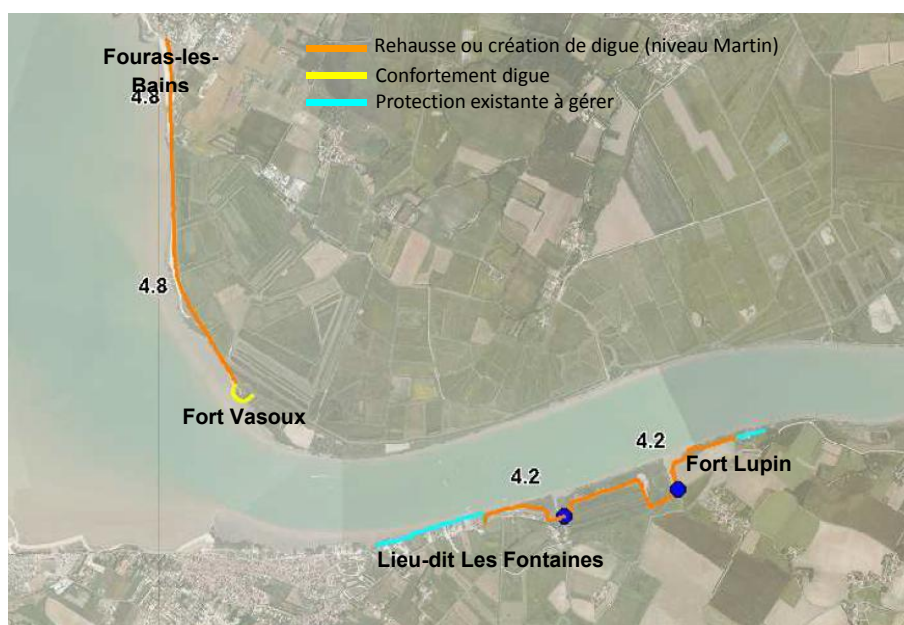 Fouras-les-
Bains
Rehausse ou création de digue (niveau Martin)
Confortement digue
Protection existante à gérer
4.8
4.8
Fort Vasoux
4.2
4.2
Fort Lupin
Lieu-dit Les Fontaines